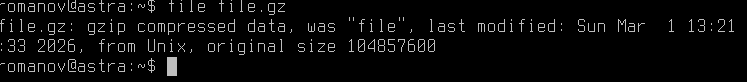 romanov@astra:~$ file file.gz
file.gz: gzip compressed data, was "file", last modified: Sun Mar  1 13:21
:33 2026, from Unix, original size 104857600
romanov@astra:~$